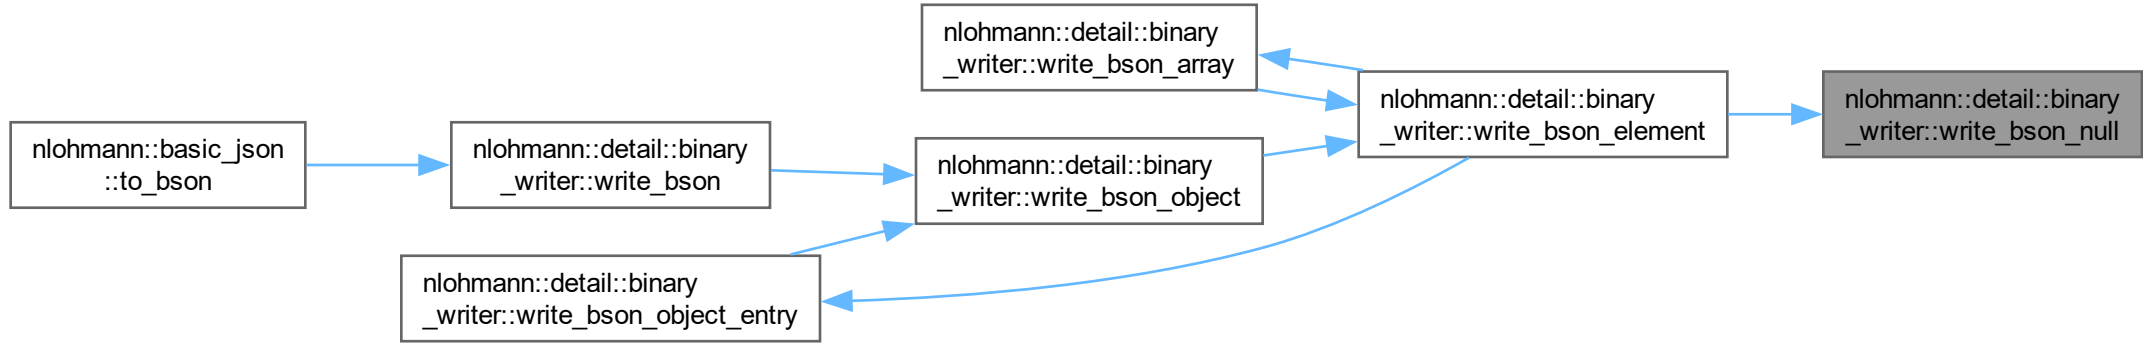 nlohmann::basic_json
::to_bson
nlohmann::detail::binary
_writer::write_bson
nlohmann::detail::binary
_writer::write_bson_object_entry
nlohmann::detail::binary
_writer::write_bson_array
nlohmann::detail::binary
_writer::write_bson_object
nlohmann::detail::binary
_writer::write_bson_element
nlohmann::detail::binary
_writer::write_bson_null